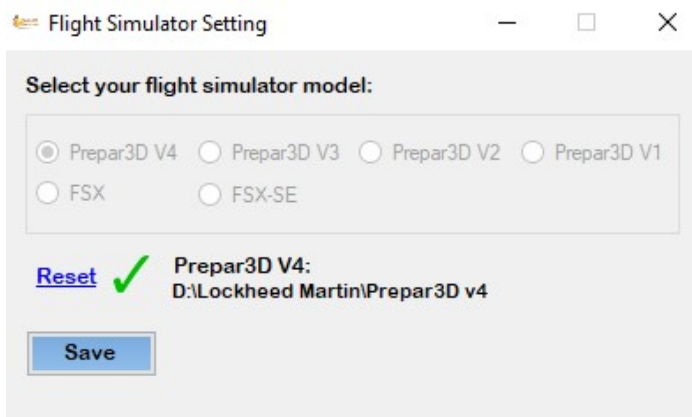 Flight Simulator Setting
Select your flight simulator model:
Prepar3D V4 Prepar3D V3 Prepar3D V2 Prepar3D V1
FSX FSX-SE
Reset Prepar3D V4:
D:\Lockheed Martin\Prepar3D v4
Save